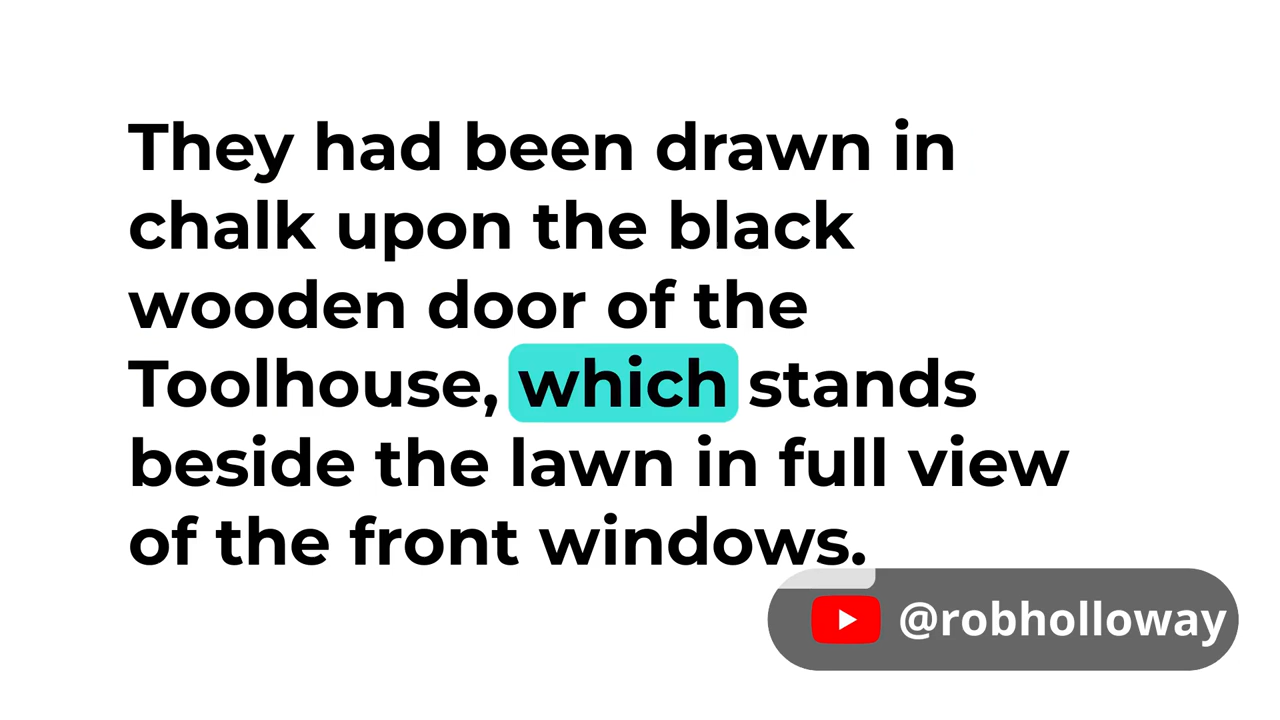 They had been drawn in
chalk upon the black
wooden door of the
Toolhouse, which stands
beside the lawn in full view
of the front windows.
@robholloway